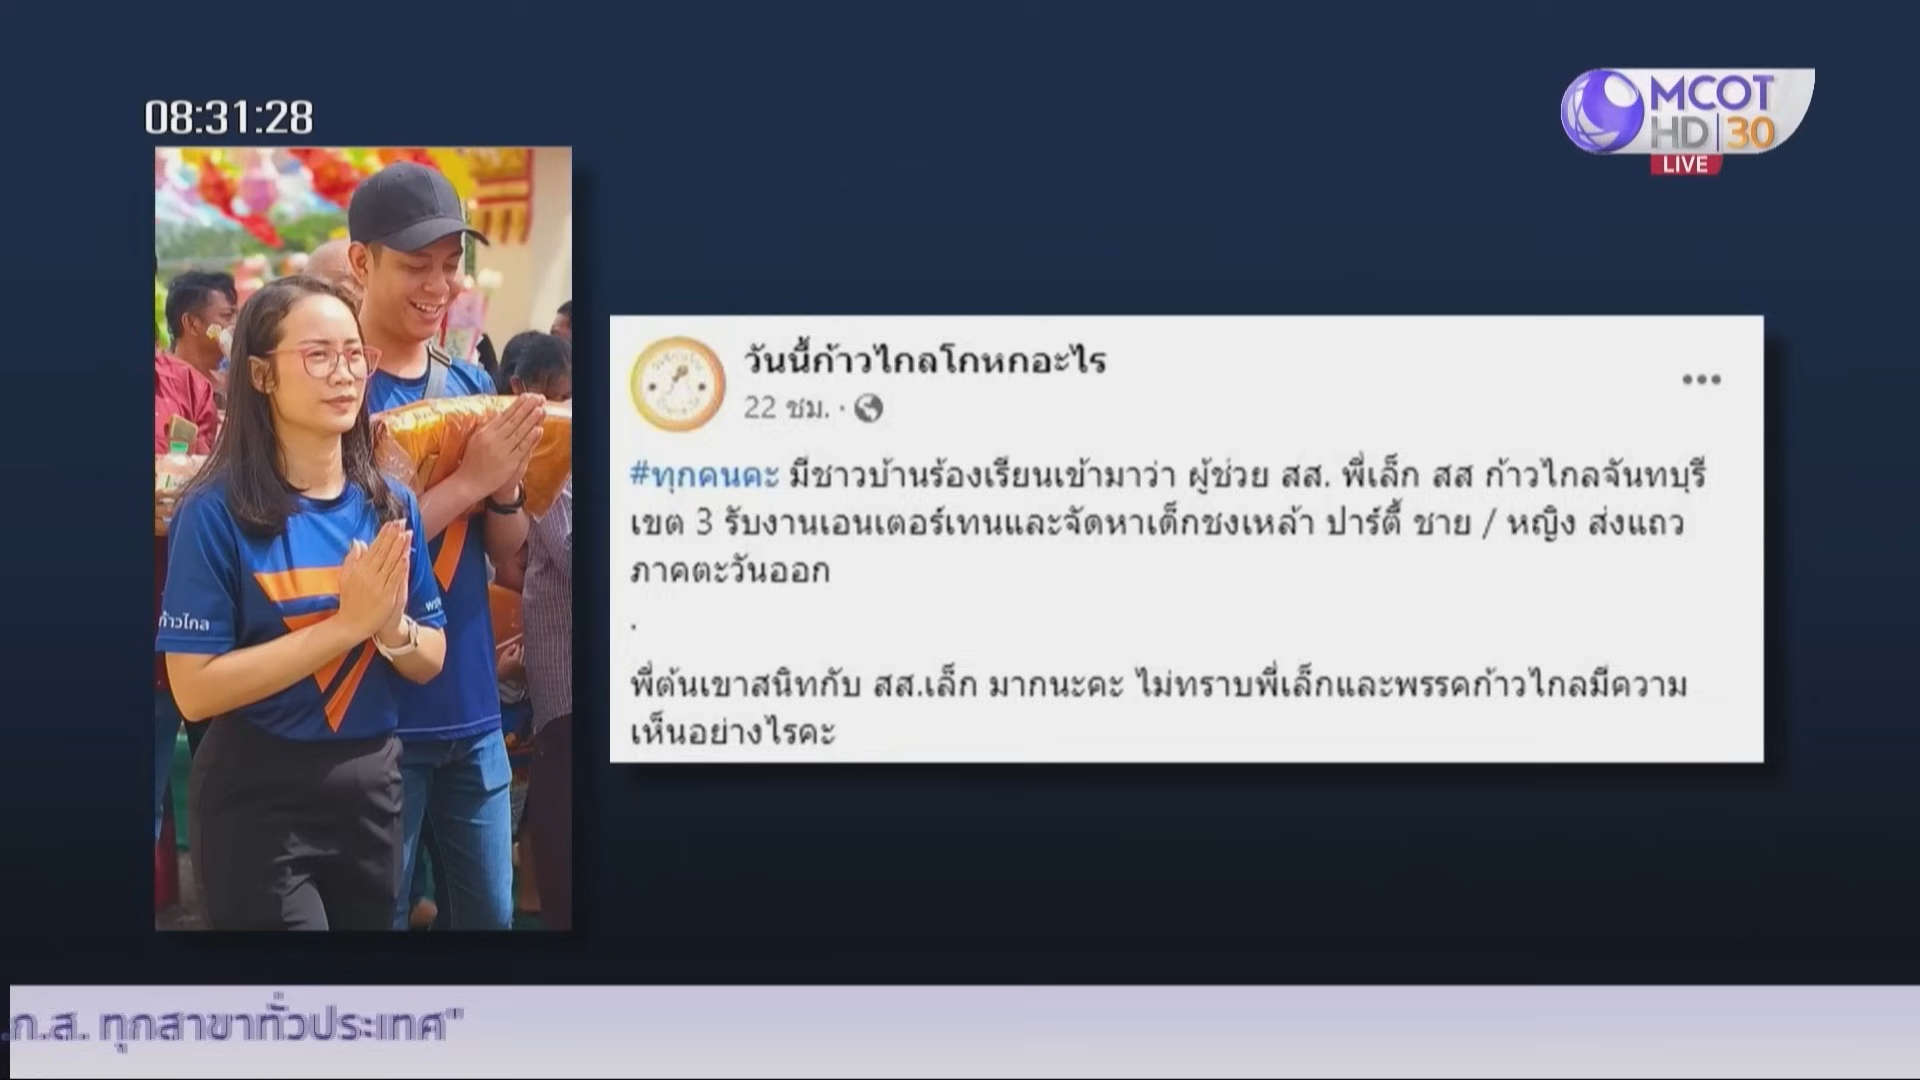 08:31:28
MCOT
HD 30
LIVE
วันนี้ก้าวไกลโกหกอะไร
22 ชม. ·
#ทุกคนคะ มีชาวบ้านร้องเรียนเข้ามาว่า ผู้ช่วย สส. พี่เล็ก สส ก้าวไกลจันทบุรี
เขต 3 รับงานเอนเตอร์เทนและจัดหาเด็กชงเหล้า ปาร์ตี้ ชาย / หญิง ส่งแถว
ภาคตะวันออก
.
พี่ต้นเขาสนิทกับ สส.เล็ก มากนะคะ ไม่ทราบพี่เล็กและพรรคก้าวไกลมีความ
เห็นอย่างไรคะ
ก้าวไกล
.ก.ส. ทุกสาขาทั่วประเทศ"